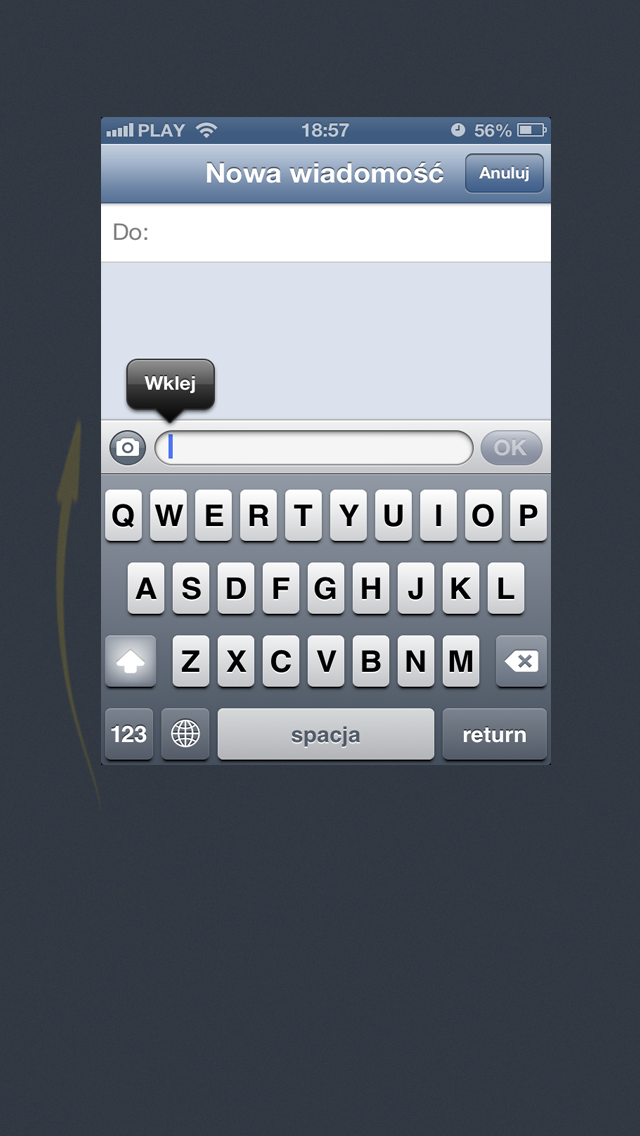 PLAY 18:57 56%
Nowa wiadomość Anuluj
Do:
Wklej
OK
Q W E R T Y U I O P
A S D F G H J K L
Z X C V B N M
123 spacja return